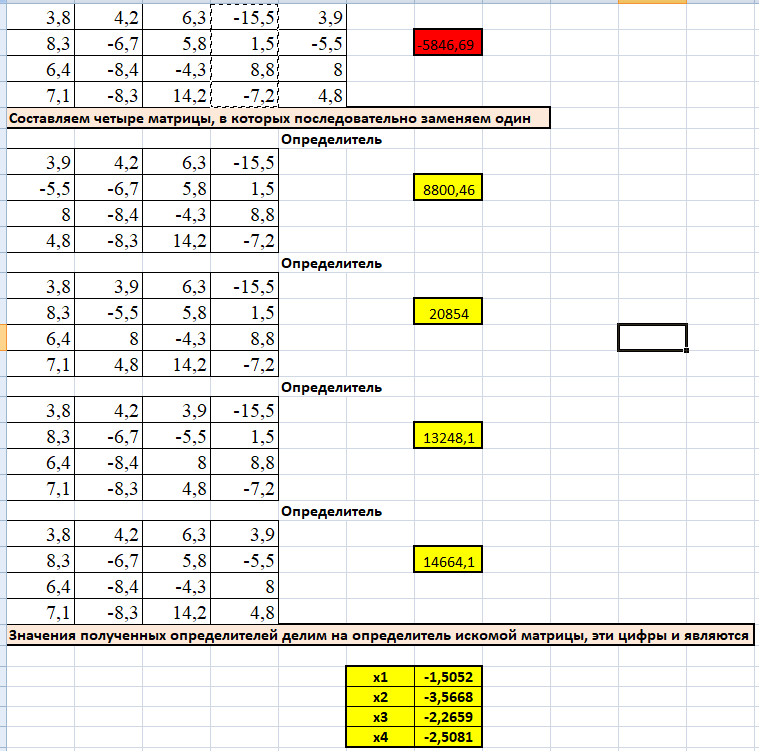 3,8 4,2 6,3 -15,5 3,9
8,3 -6,7 5,8 1,5 -5,5 -5846,69
6,4 -8,4 -4,3 8,8 8
7,1 -8,3 14,2 -7,2 4,8
Составляем четыре матрицы, в которых последовательно заменяем один
Определитель
3,9 4,2 6,3 -15,5
-5,5 -6,7 5,8 1,5 8800,46
8 -8,4 -4,3 8,8
4,8 -8,3 14,2 -7,2
Определитель
3,8 3,9 6,3 -15,5
8,3 -5,5 5,8 1,5 20854
6,4 8 -4,3 8,8
7,1 4,8 14,2 -7,2
Определитель
3,8 4,2 3,9 -15,5
8,3 -6,7 -5,5 1,5 13248,1
6,4 -8,4 8 8,8
7,1 -8,3 4,8 -7,2
Определитель
3,8 4,2 6,3 3,9
8,3 -6,7 5,8 -5,5 14664,1
6,4 -8,4 -4,3 8
7,1 -8,3 14,2 4,8
Значения полученных определителей делим на определитель искомой матрицы, эти цифры и являются
x1 -1,5052
x2 -3,5668
x3 -2,2659
x4 -2,5081